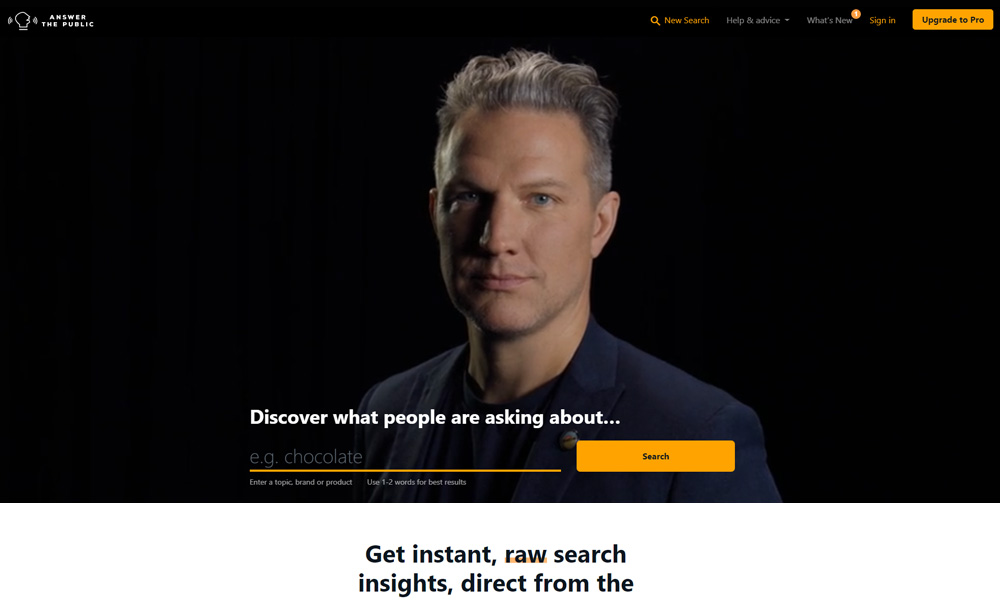 ANSWER
THE PUBLIC
New Search
Help & advice
What's New
1
Sign in
Upgrade to Pro
Discover what people are asking about...
e.g. chocolate
Search
Enter a topic, brand or product
Use 1-2 words for best results
Get instant, raw search
insights, direct from the